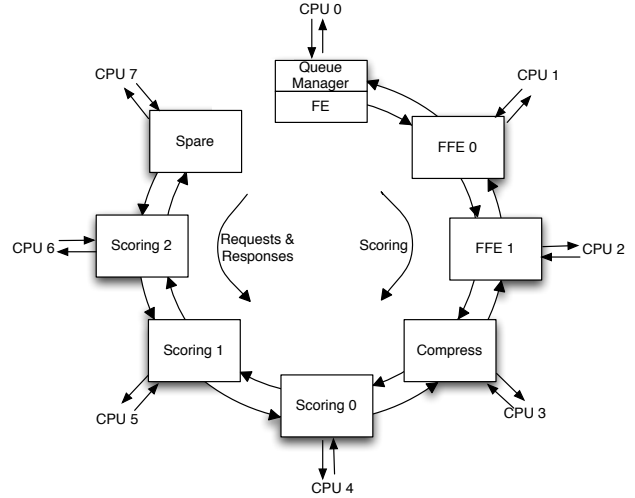 CPU 0
Queue
Manager
FE
CPU 7
CPU 1
Spare
FFE 0
CPU 6
Scoring 2
Requests &
Responses
Scoring
FFE 1
CPU 2
Scoring 1
Compress
CPU 5
Scoring 0
CPU 3
CPU 4